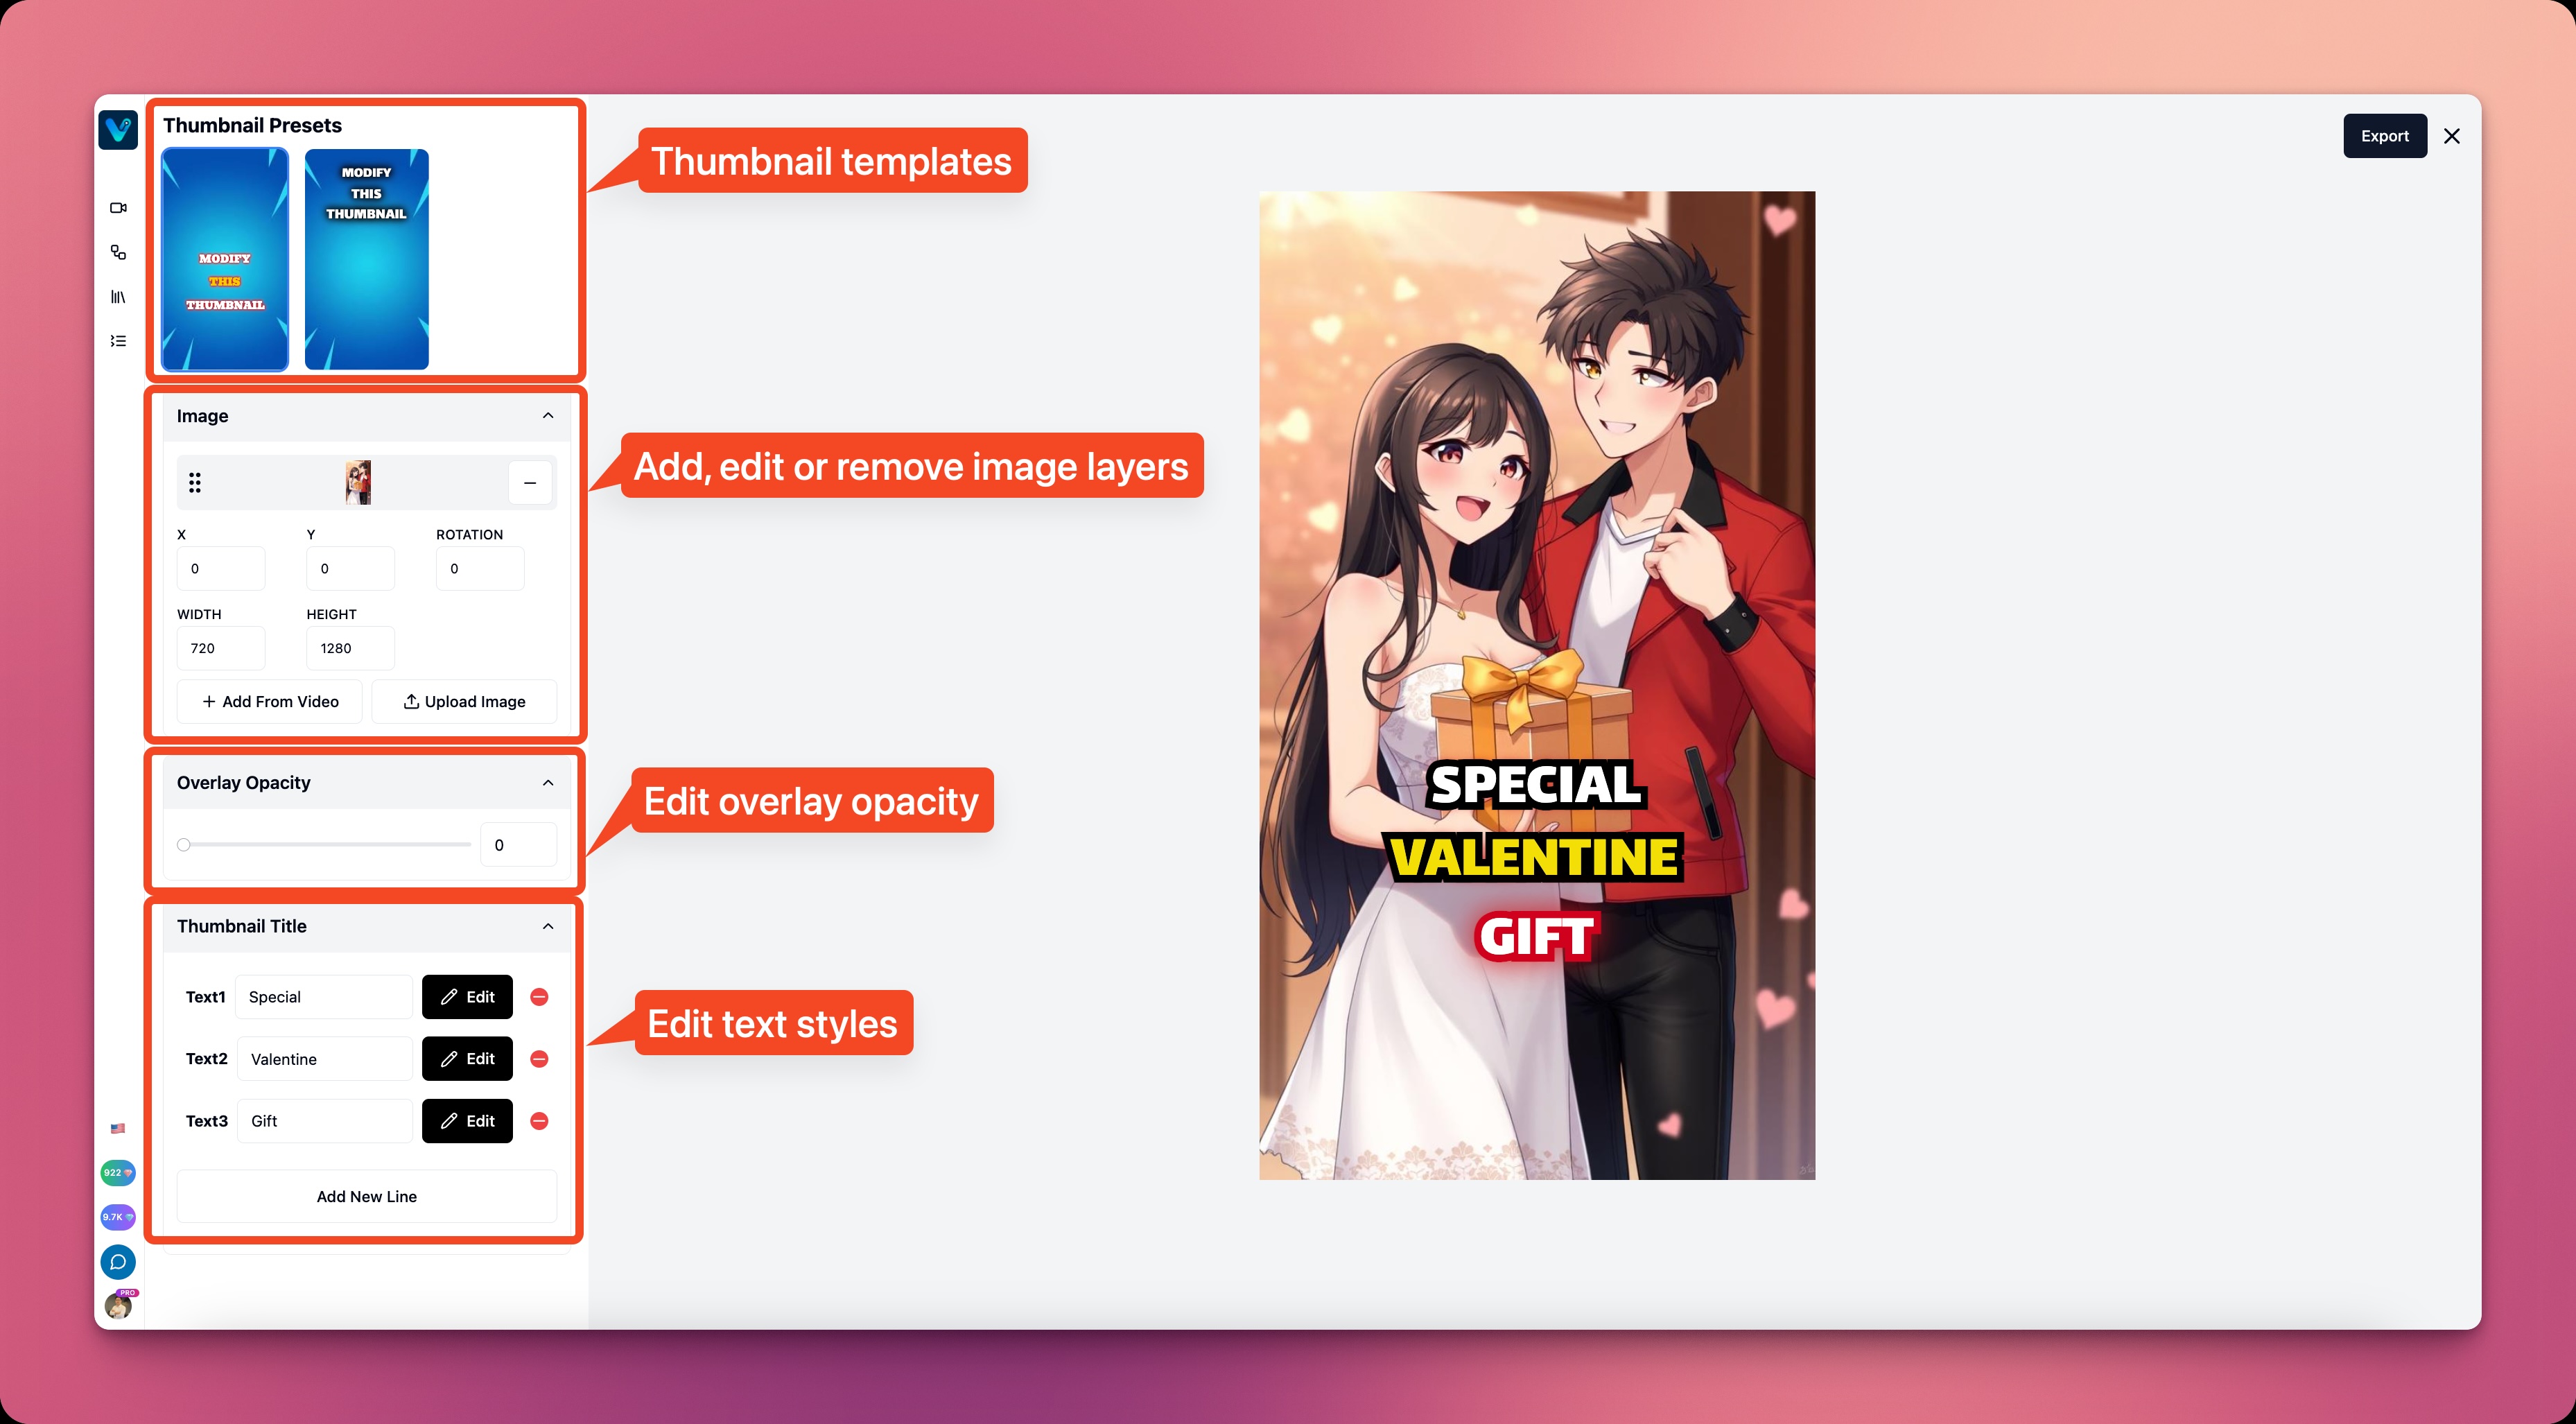 Thumbnail Presets
MODIFY
THIS
THUMBNAIL
MODIFY
THIS
THUMBNAIL
Thumbnail templates
Export
Image
Add, edit or remove image layers
X Y ROTATION
0 0 0
WIDTH HEIGHT
720 1280
Add From Video Upload Image
Overlay Opacity
0
Edit overlay opacity
Thumbnail Title
Text1 Special Edit
Text2 Valentine Edit
Text3 Gift Edit
Add New Line
Edit text styles
SPECIAL
VALENTINE
GIFT
922
9.7K
PRO